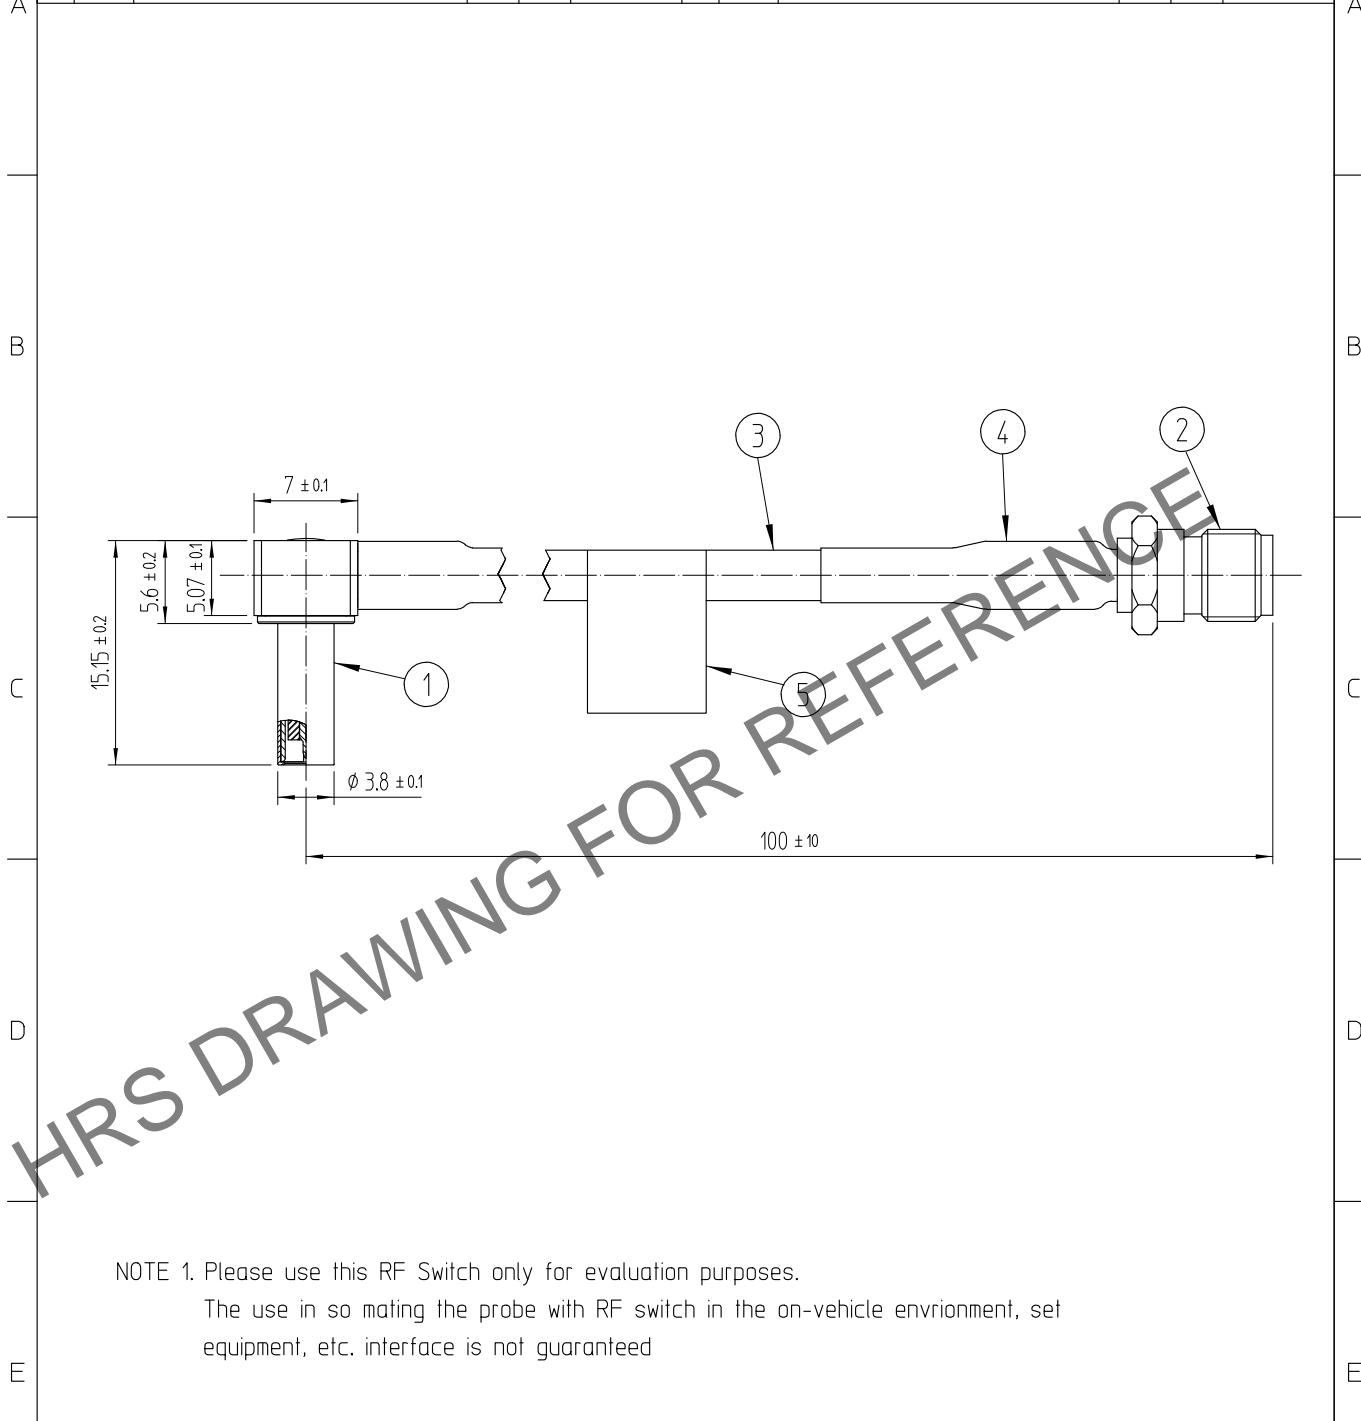 A A
B B
3 4 2
7 ±0.1
5.6 ±0.2
5.07 ±0.1
15.15 ±0.2
C 1 5 C
ϕ 3.8 ±0.1
100 ±10
HRS DRAWING FOR REFERENCE
D D
NOTE 1. Please use this RF Switch only for evaluation purposes.
The use in so mating the probe with RF switch in the on-vehicle envrionment, set
equipment, etc. interface is not guaranteed
E E